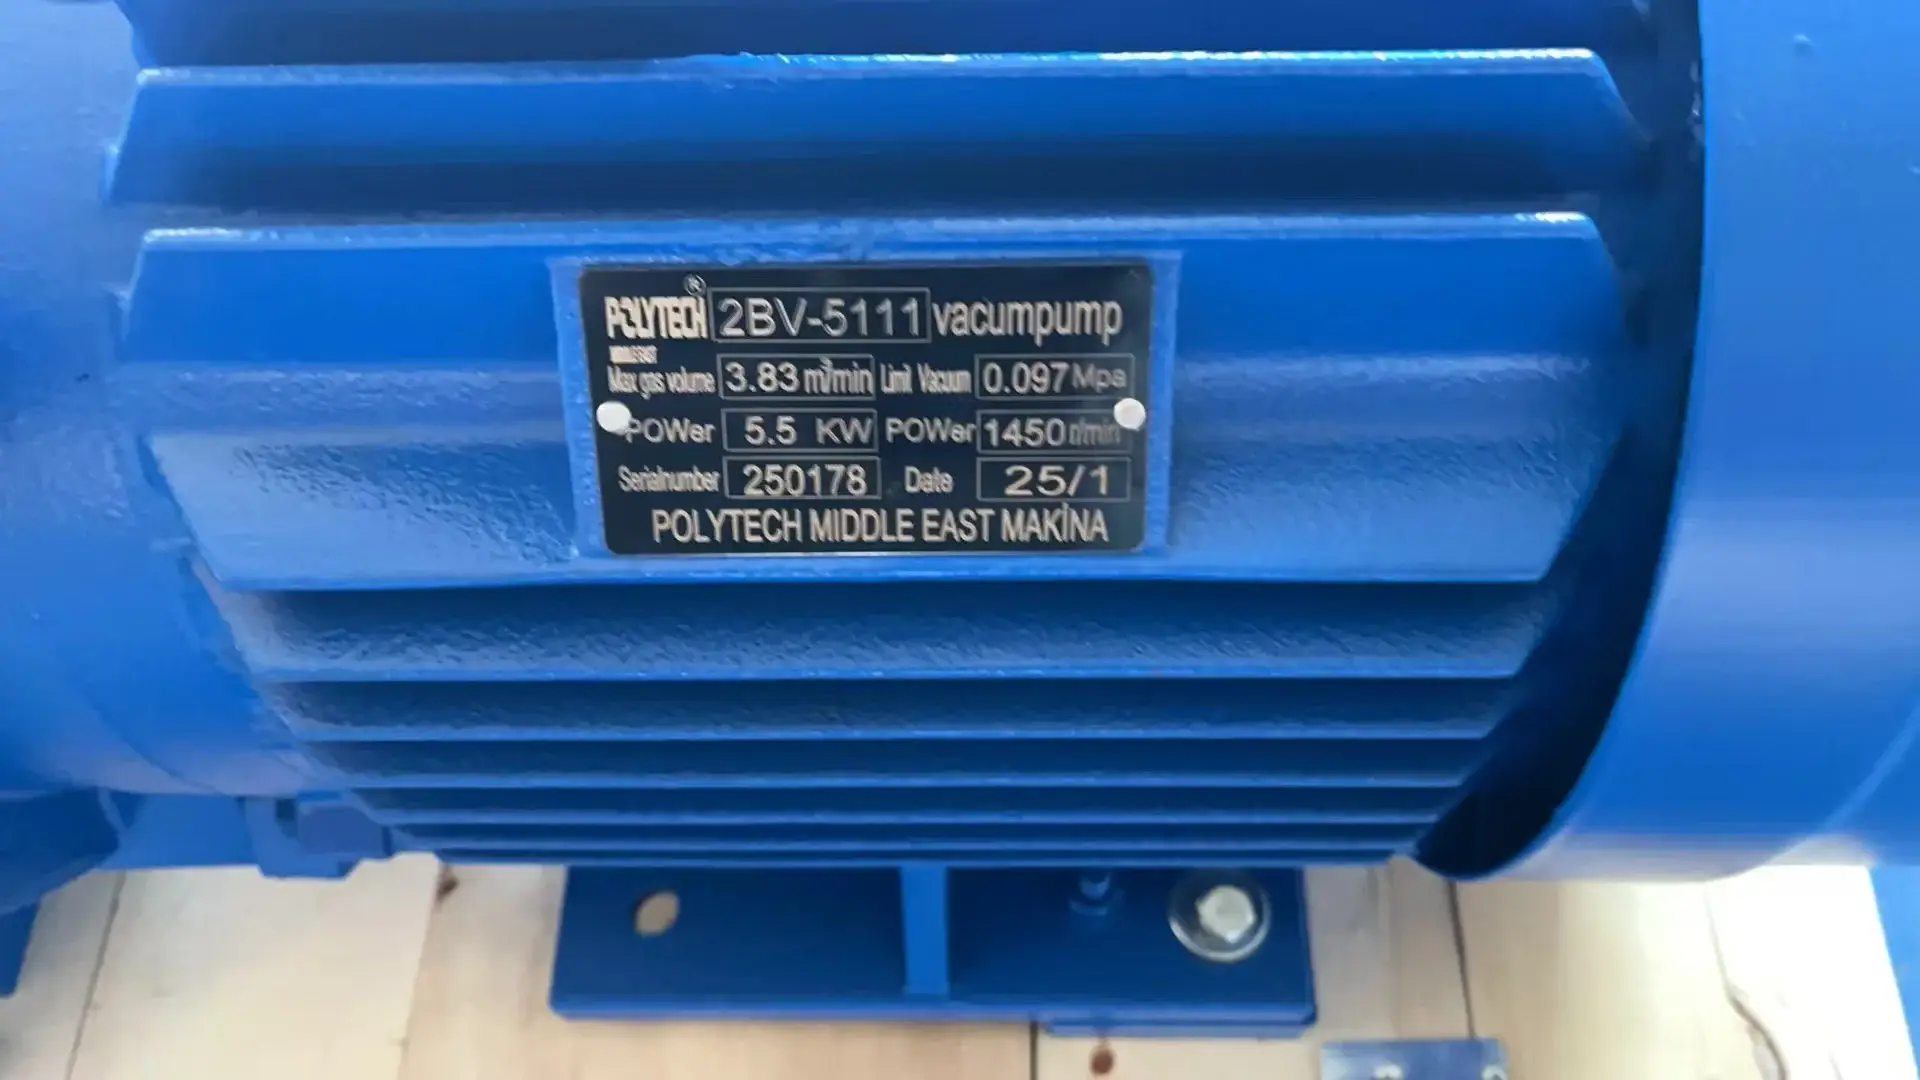 POLYTECH® 2BV-5111 vacumpump
Max gas volume 3.83 m³/min Limit Vacuum 0.097 Mpa
POWer 5.5 KW POWer 1450 r/min
Serialnumber 250178 Date 25/1
POLYTECH MIDDLE EAST MAKİNA